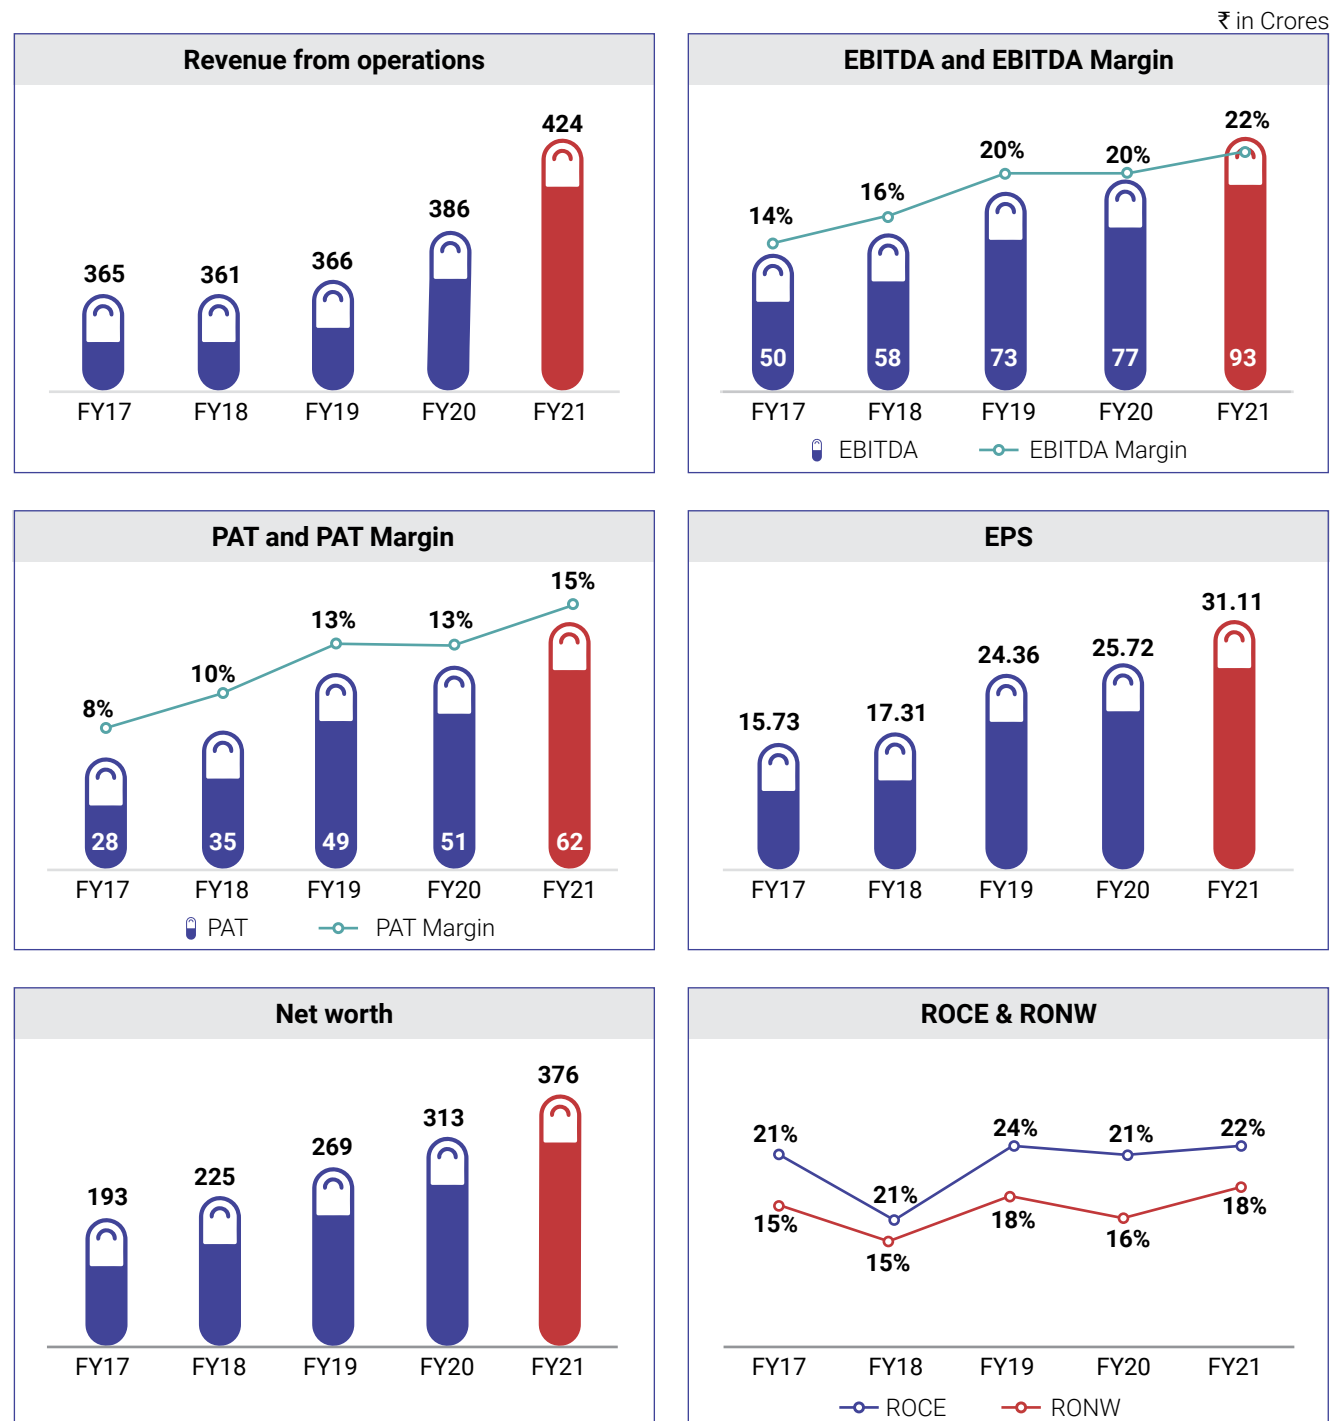 ₹ in Crores
Revenue from operations
424
386
366
365
361
FY17 FY18 FY19 FY20 FY21
EBITDA and EBITDA Margin
22%
20%
20%
16%
14%
50 58 73 77 93
FY17 FY18 FY19 FY20 FY21
EBITDA EBITDA Margin
PAT and PAT Margin
15%
13% 13%
10%
8%
28 35 49 51 62
FY17 FY18 FY19 FY20 FY21
PAT PAT Margin
EPS
31.11
25.72
24.36
17.31
15.73
FY17 FY18 FY19 FY20 FY21
Net worth
376
313
269
225
193
FY17 FY18 FY19 FY20 FY21
ROCE & RONW
21% 24% 21% 22%
21%
15% 18% 18%
16%
15%
FY17 FY18 FY19 FY20 FY21
ROCE RONW